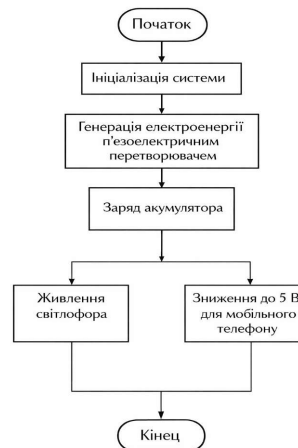 Початок
Ініціалізація системи
Генерація електроенергії
п'єзоелектричним
перетворювачем
Заряд акумулятора
Живлення
світлофора
Зниження до 5 В
для мобільного
телефону
Кінец